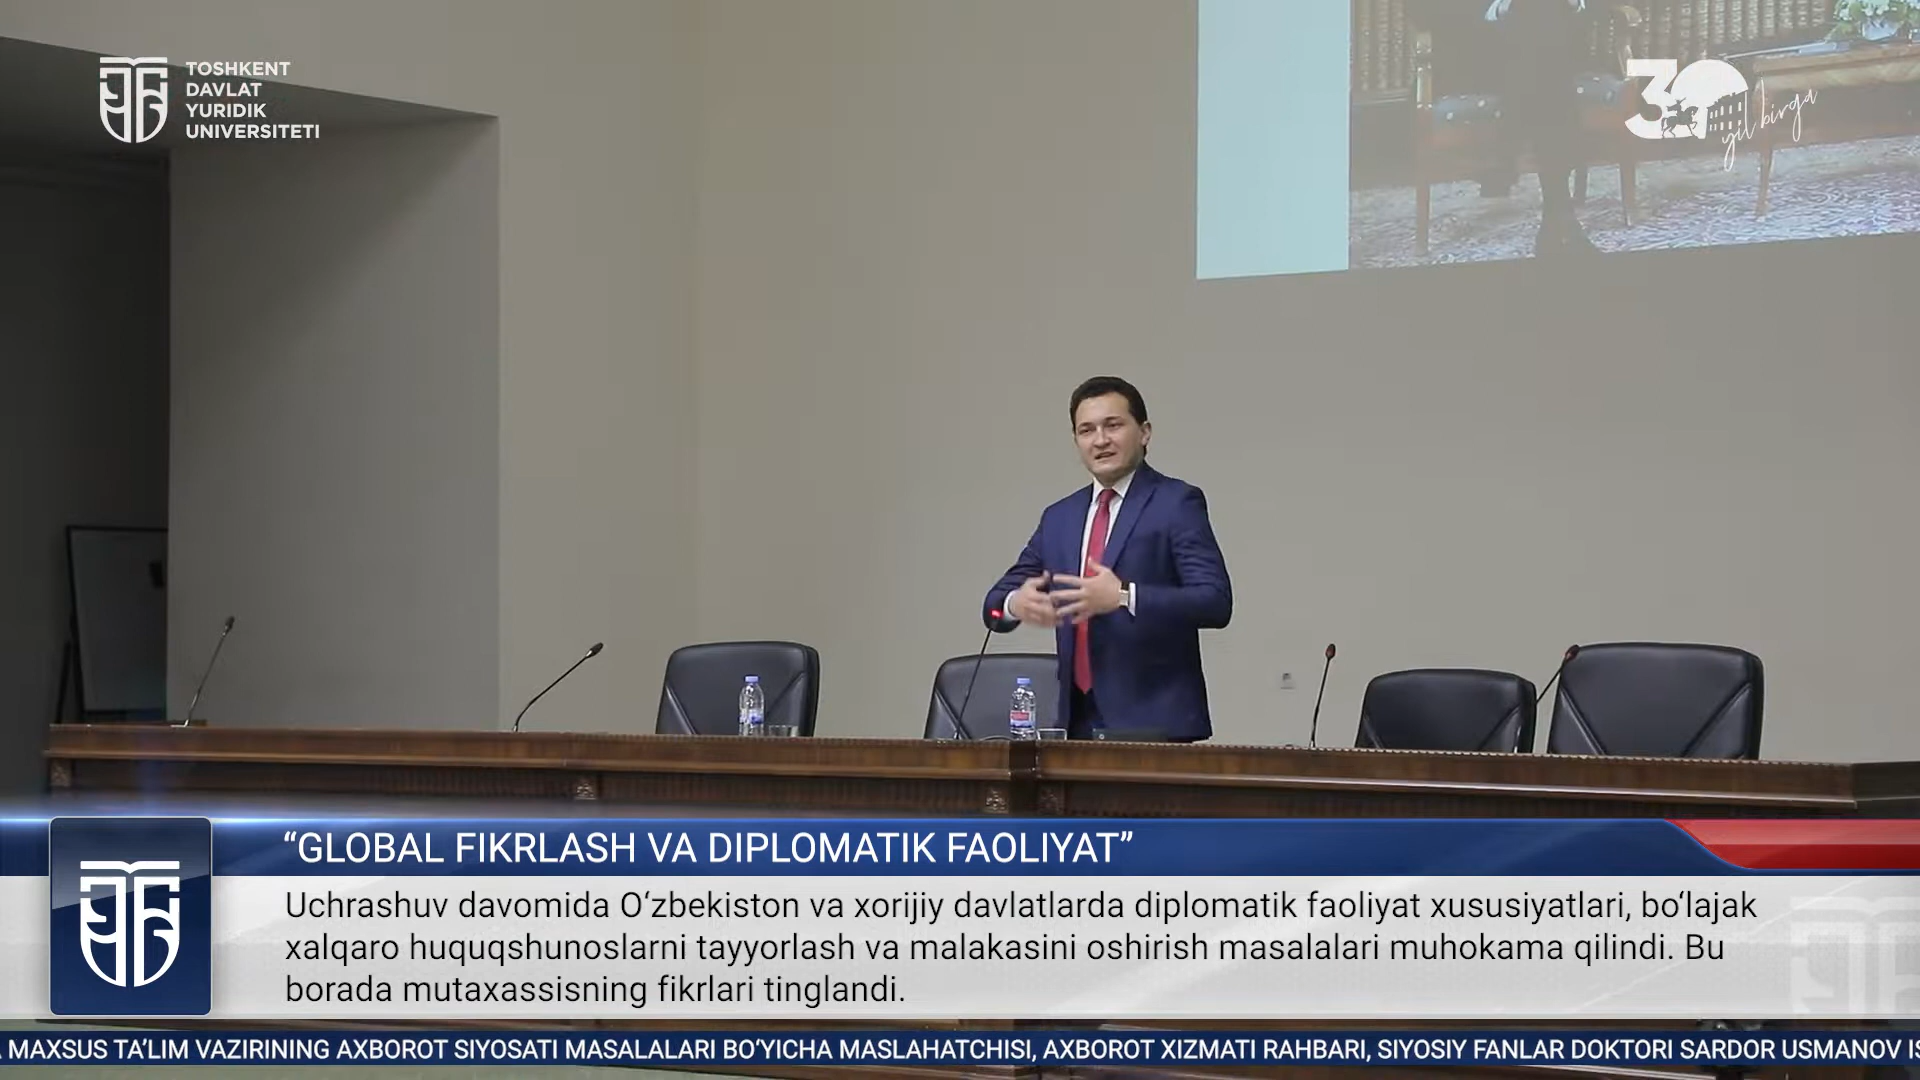 TOSHKENT
DAVLAT
YURIDIK
UNIVERSITETI
30
yil birga
“GLOBAL FIKRLASH VA DIPLOMATIK FAOLIYAT”
Uchrashuv davomida O‘zbekiston va xorijiy davlatlarda diplomatik faoliyat xususiyatlari, bo‘lajak
xalqaro huquqshunoslarni tayyorlash va malakasini oshirish masalalari muhokama qilindi. Bu
borada mutaxassisning fikrlari tinglandi.
A MAXSUS TA’LIM VAZIRINING AXBOROT SIYOSATI MASALALARI BO‘YICHA MASLAHATCHISI, AXBOROT XIZMATI RAHBARI, SIYOSIY FANLAR DOKTORI SARDOR USMANOV IS